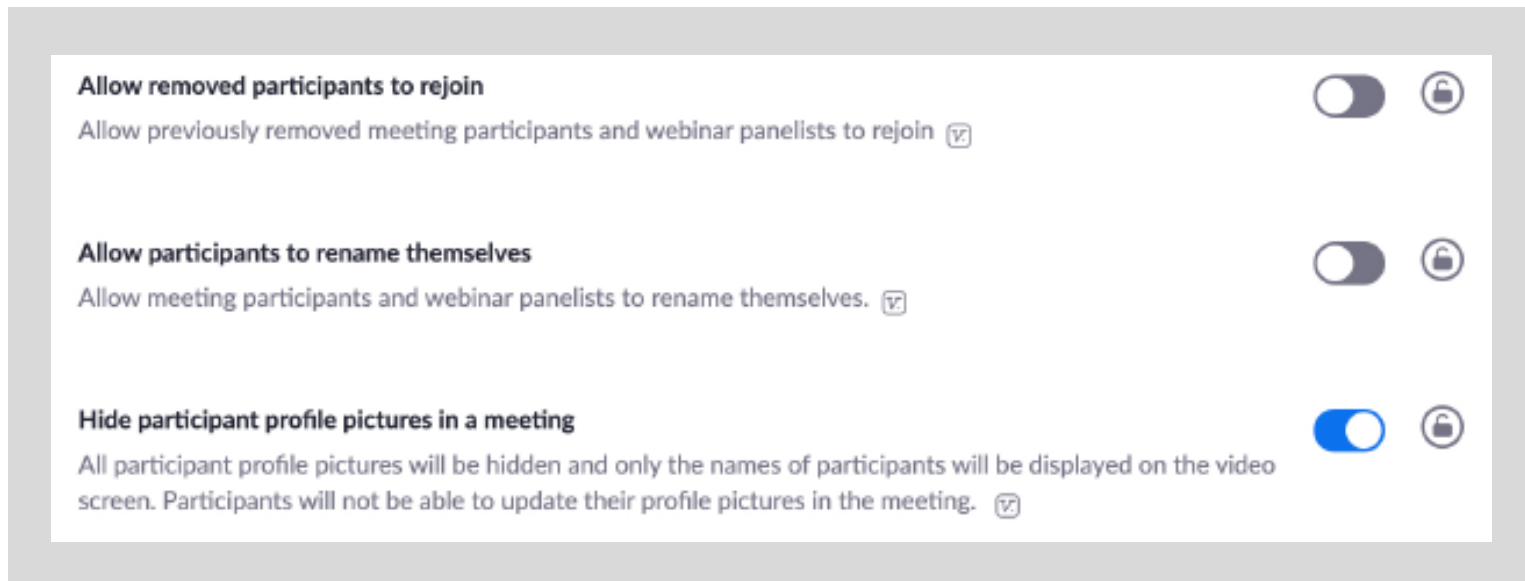 Allow removed participants to rejoin
Allow previously removed meeting participants and webinar panelists to rejoin
Allow participants to rename themselves
Allow meeting participants and webinar panelists to rename themselves.
Hide participant profile pictures in a meeting
All participant profile pictures will be hidden and only the names of participants will be displayed on the video
screen. Participants will not be able to update their profile pictures in the meeting.